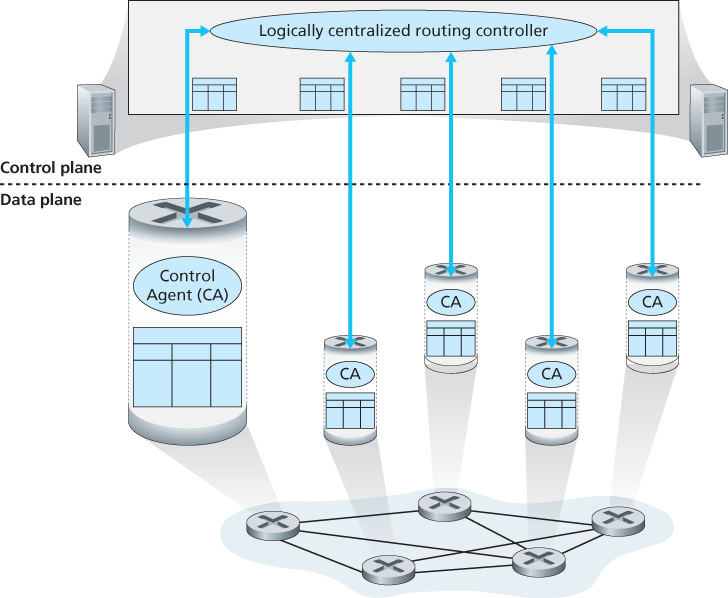 Logically centralized routing controller
Control plane
Data plane
Control
Agent (CA)
CA
CA
CA
CA